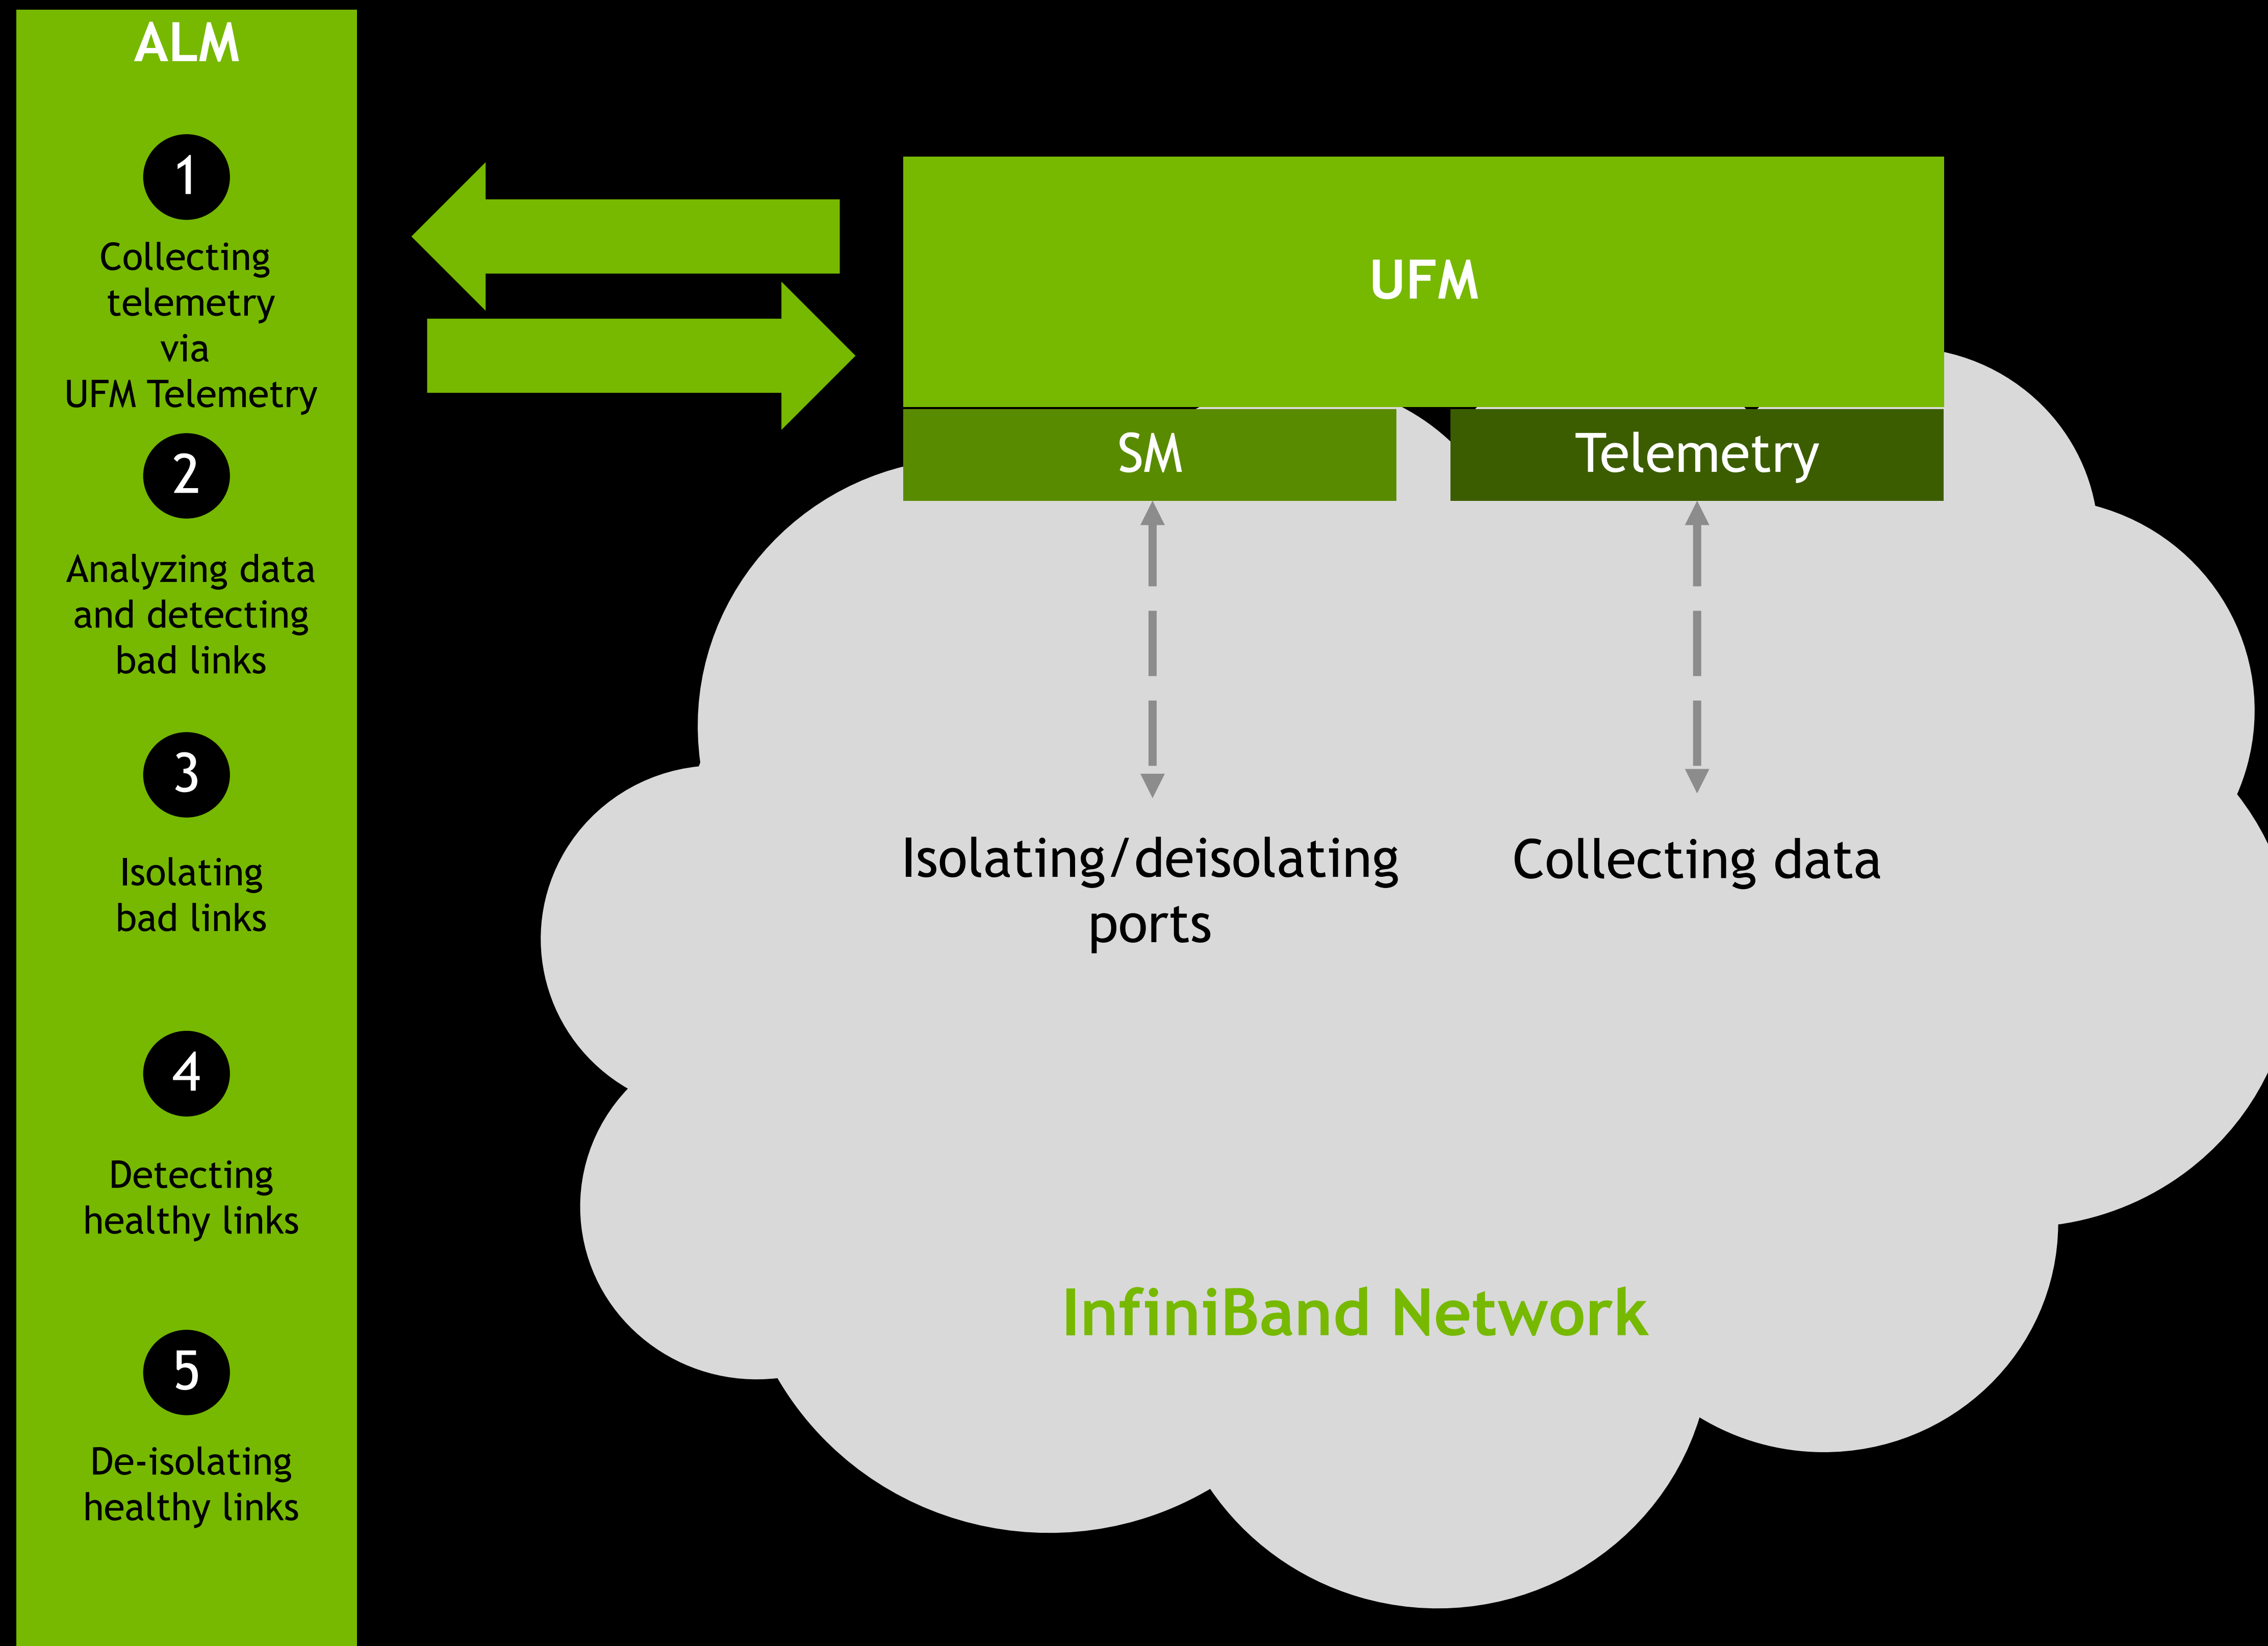 ALM
1
Collecting
telemetry
via
UFM Telemetry
2
Analyzing data
and detecting
bad links
3
Isolating
bad links
4
Detecting
healthy links
5
De-isolating
healthy links
UFM
SM
Telemetry
Isolating/deisolating
ports
Collecting data
InfiniBand Network